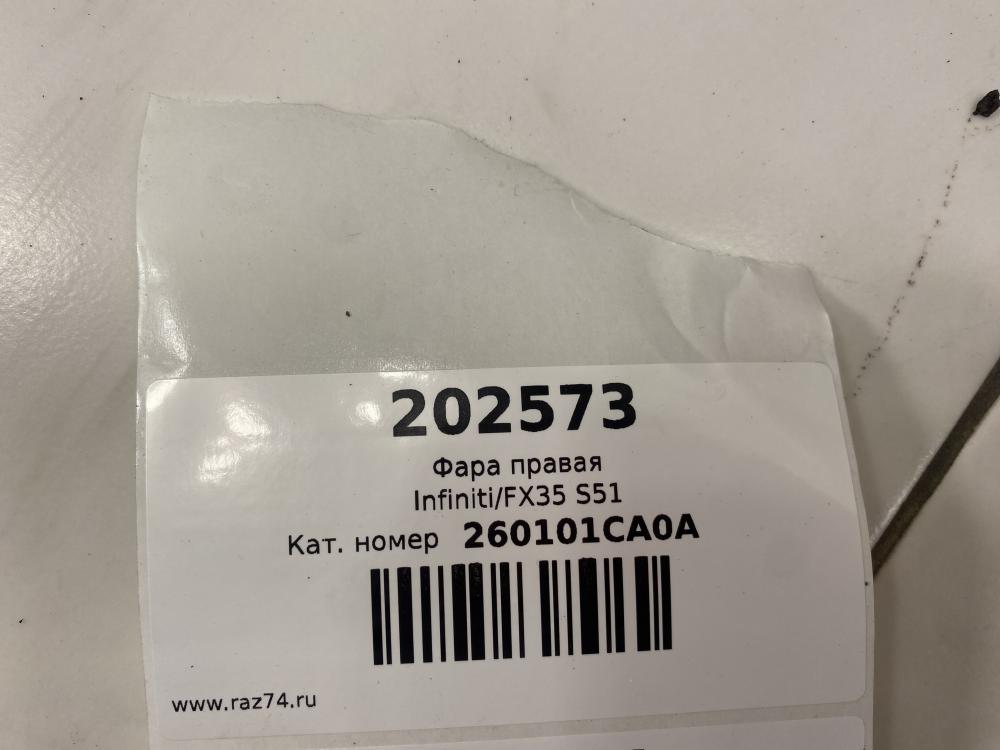 202573
Фара правая
Infiniti/FX35 S51
Кат. номер 260101CA0A
www.raz74.ru